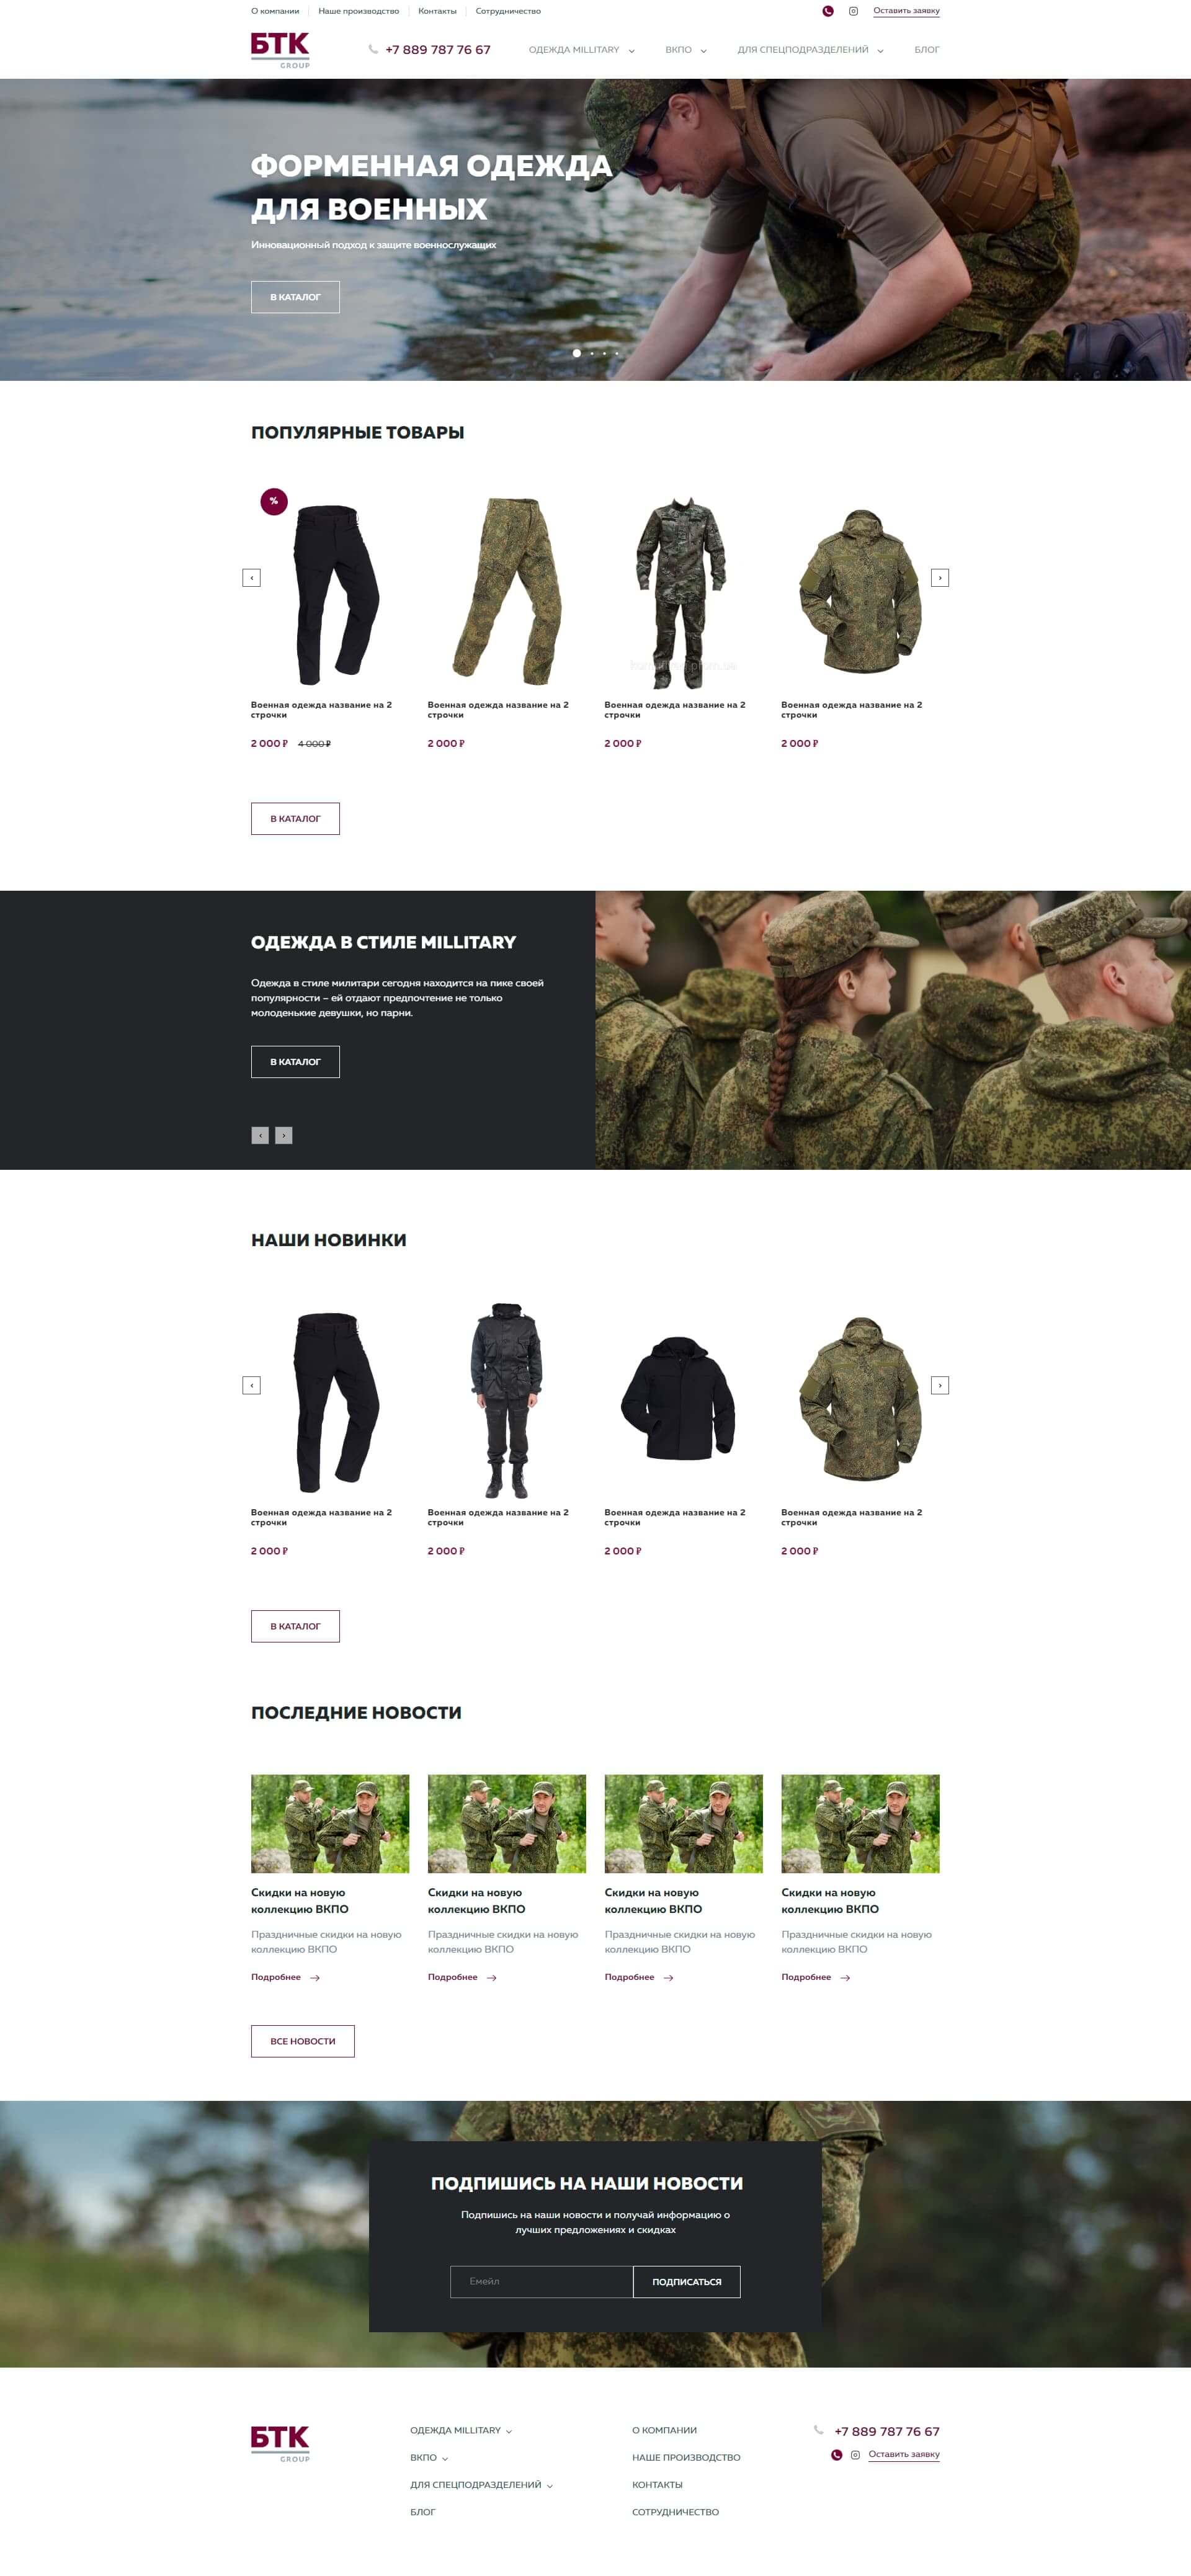 О компании
Наше производство
Контакты
Сотрудничество
Оставить заявку
БТК
GROUP
+7 889 787 76 67
ОДЕЖДА MILLITARY
ВКПО
ДЛЯ СПЕЦПОДРАЗДЕЛЕНИЙ
БЛОГ
ФОРМЕННАЯ ОДЕЖДА
ДЛЯ ВОЕННЫХ
Инновационный подход к защите военнослужащих
В КАТАЛОГ
ПОПУЛЯРНЫЕ ТОВАРЫ
%
Военная одежда название на 2
строчки
2 000 ₽ 4 000 ₽
Военная одежда название на 2
строчки
2 000 ₽
Военная одежда название на 2
строчки
2 000 ₽
Военная одежда название на 2
строчки
2 000 ₽
В КАТАЛОГ
ОДЕЖДА В СТИЛЕ MILLITARY
Одежда в стиле милитари сегодня находится на пике своей
популярности – ей отдают предпочтение не только
молоденькие девушки, но парни.
В КАТАЛОГ
НАШИ НОВИНКИ
Военная одежда название на 2
строчки
2 000 ₽
Военная одежда название на 2
строчки
2 000 ₽
Военная одежда название на 2
строчки
2 000 ₽
Военная одежда название на 2
строчки
2 000 ₽
В КАТАЛОГ
ПОСЛЕДНИЕ НОВОСТИ
Скидки на новую
коллекцию ВКПО
Праздничные скидки на новую
коллекцию ВКПО
Подробнее
Скидки на новую
коллекцию ВКПО
Праздничные скидки на новую
коллекцию ВКПО
Подробнее
Скидки на новую
коллекцию ВКПО
Праздничные скидки на новую
коллекцию ВКПО
Подробнее
Скидки на новую
коллекцию ВКПО
Праздничные скидки на новую
коллекцию ВКПО
Подробнее
ВСЕ НОВОСТИ
ПОДПИШИСЬ НА НАШИ НОВОСТИ
Подпишись на наши новости и получай информацию о
лучших предложениях и скидках
Емейл
ПОДПИСАТЬСЯ
БТК
GROUP
ОДЕЖДА MILLITARY
ВКПО
ДЛЯ СПЕЦПОДРАЗДЕЛЕНИЙ
БЛОГ
О КОМПАНИИ
НАШЕ ПРОИЗВОДСТВО
КОНТАКТЫ
СОТРУДНИЧЕСТВО
+7 889 787 76 67
Оставить заявку